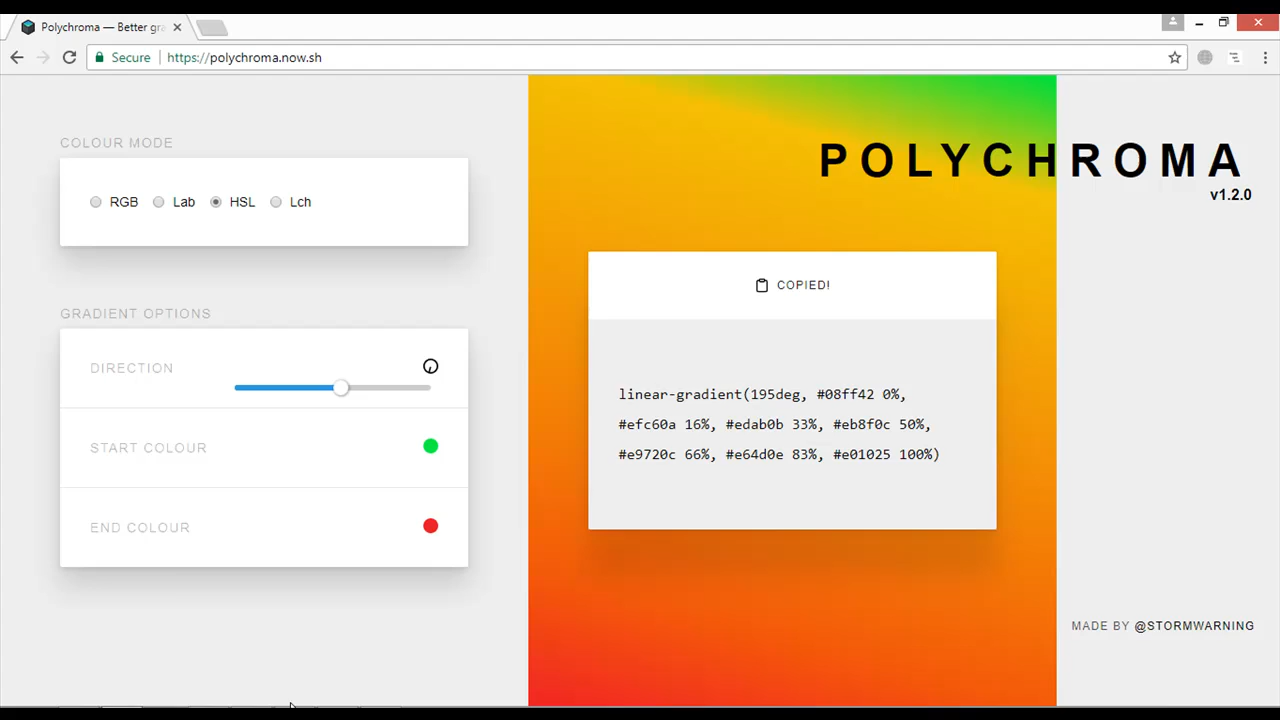 Polychroma — Better gra
Secure
https://polychroma.now.sh
COLOUR MODE
RGB Lab HSL Lch
GRADIENT OPTIONS
DIRECTION
START COLOUR
END COLOUR
POLYCHROMA
v1.2.0
COPIED!
linear-gradient(195deg, #08ff42 0%,
#efc60a 16%, #edab0b 33%, #eb8f0c 50%,
#e9720c 66%, #e64d0e 83%, #e01025 100%)
MADE BY @STORMWARNING